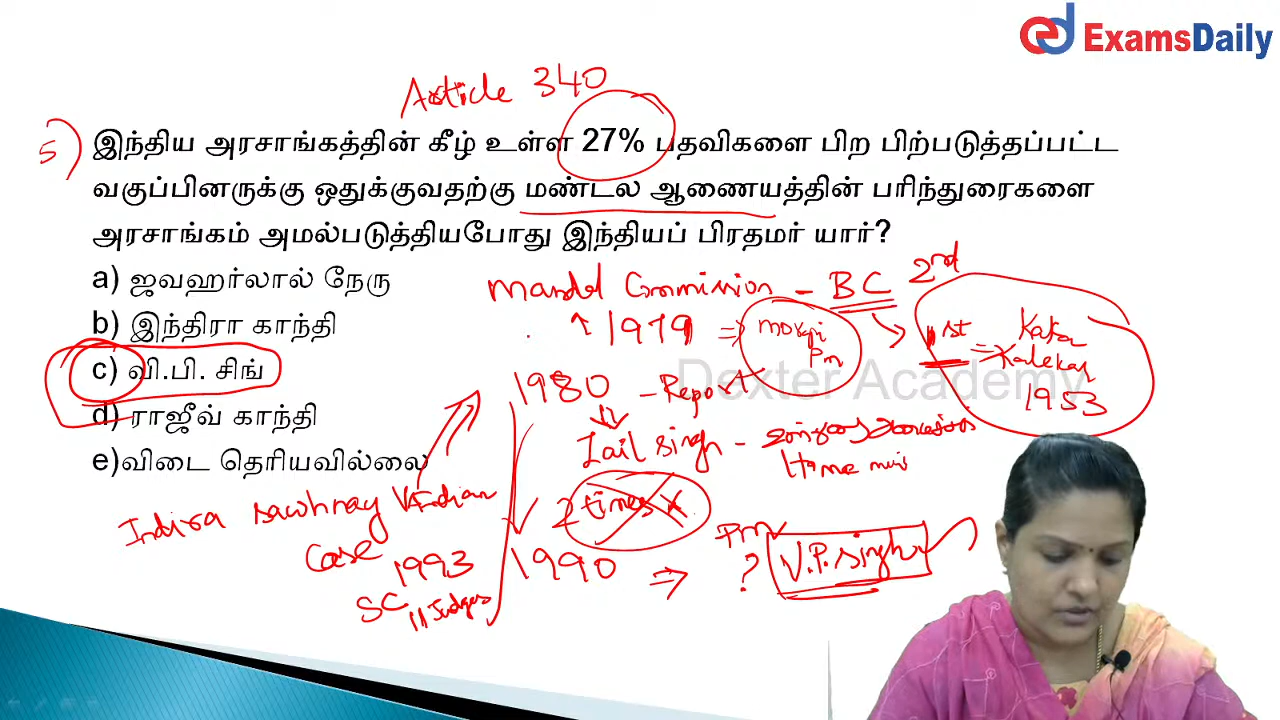 ExamsDaily
Article 340
5)
இந்திய அரசாங்கத்தின் கீழ் உள்ள 27% பதவிகளை பிற பிற்படுத்தப்பட்ட
வகுப்பினருக்கு ஒதுக்குவதற்கு மண்டல ஆணையத்தின் பரிந்துரைகளை
அரசாங்கம் அமல்படுத்தியபோது இந்தியப் பிரதமர் யார்?
a) ஜவஹர்லால் நேரு
b) இந்திரா காந்தி
c) வி.பி. சிங்
d) ராஜீவ் காந்தி
e)விடை தெரியவில்லை
Mandal Commission - BC 2nd
1979 ⇒ Morarji
PM
1st = Kaka
Kalelkar
1953
Dexter Academy
1980 - Report
Zail Singh -
Home
2 times x
Indira Sawhney V Indian
Case 1993
SC 11 Judges
1990 ⇒ PM
? V.P. Singh